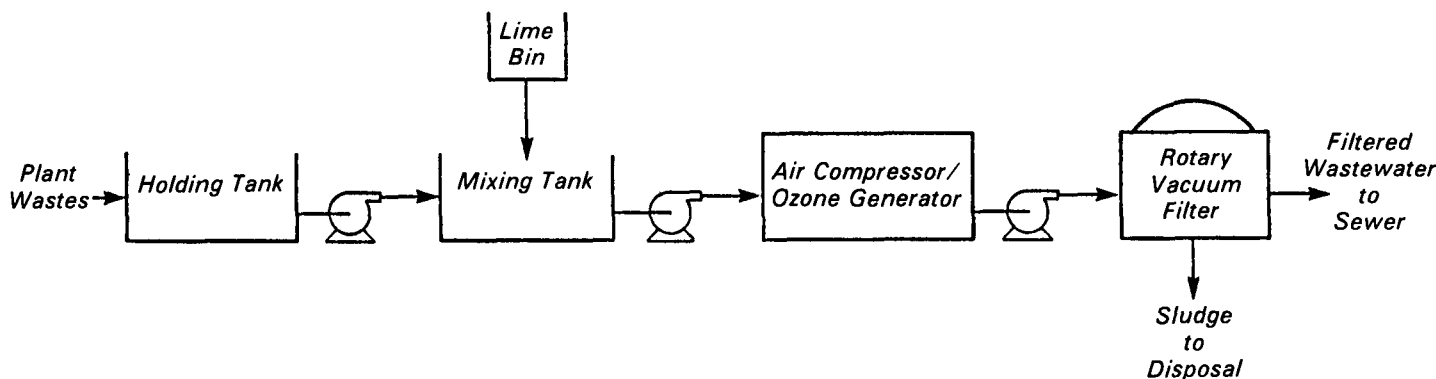 Lime
Bin
Plant
Wastes
Holding Tank
Mixing Tank
Air Compressor/
Ozone Generator
Rotary
Vacuum
Filter
Filtered
Wastewater
to
Sewer
Sludge
to
Disposal